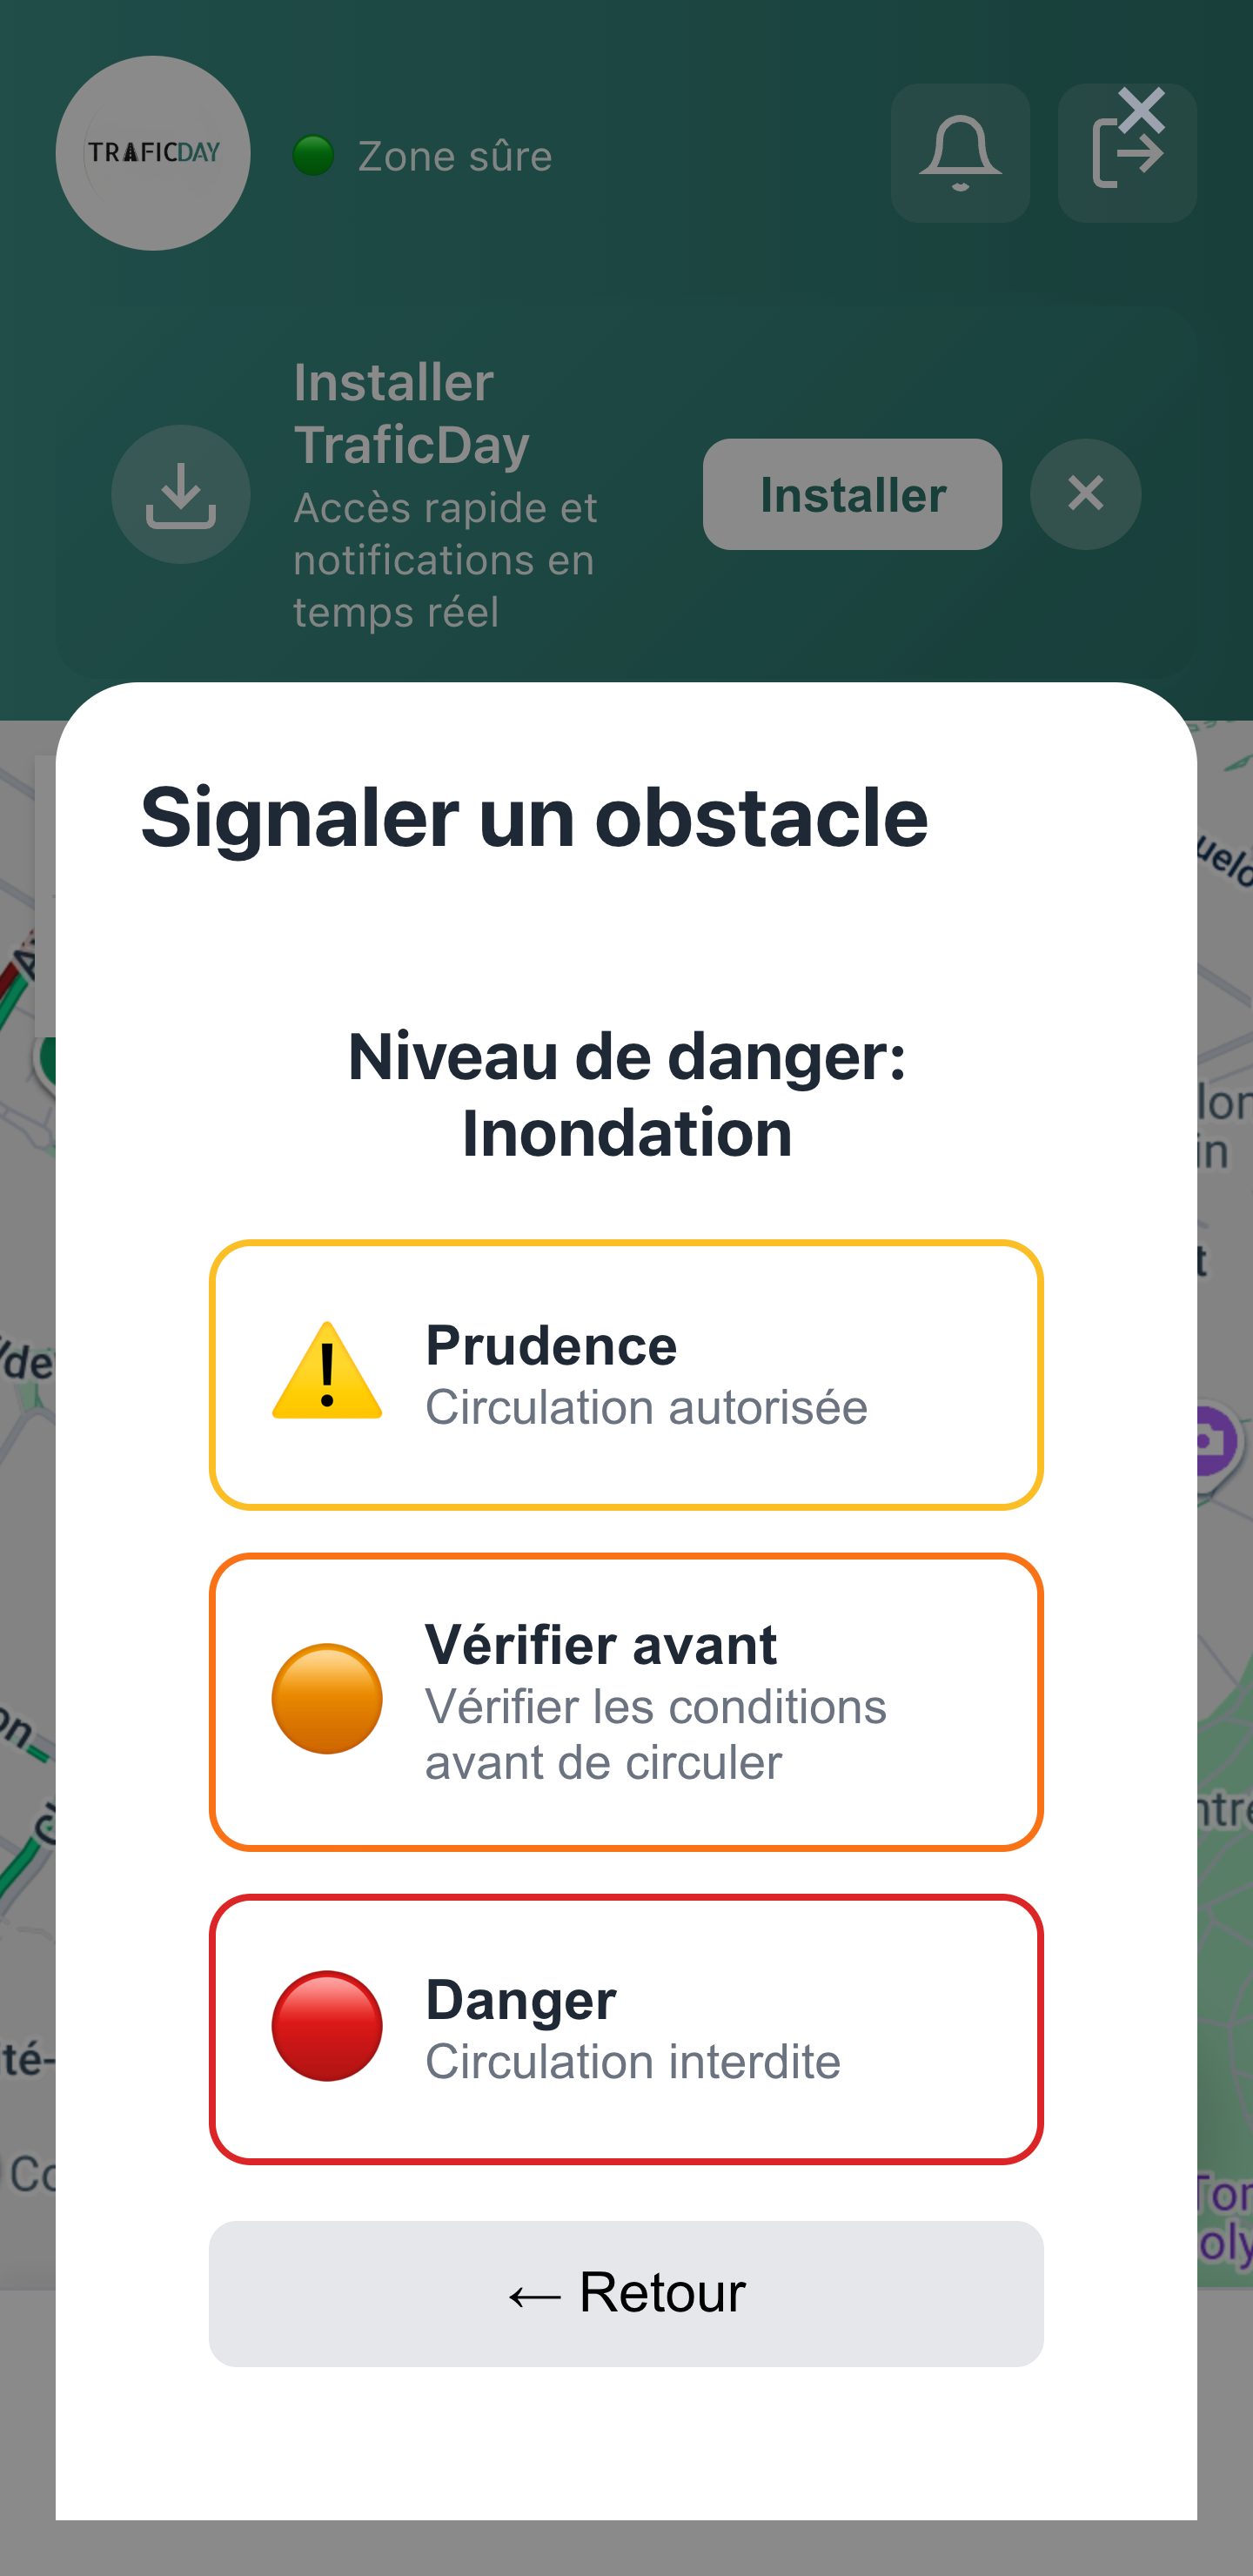 TRAFICDAY
Zone sûre
Installer
TraficDay
Accès rapide et
notifications en
temps réel
Installer
Signaler un obstacle
Niveau de danger:
Inondation
Prudence
Circulation autorisée
Vérifier avant
Vérifier les conditions
avant de circuler
Danger
Circulation interdite
← Retour